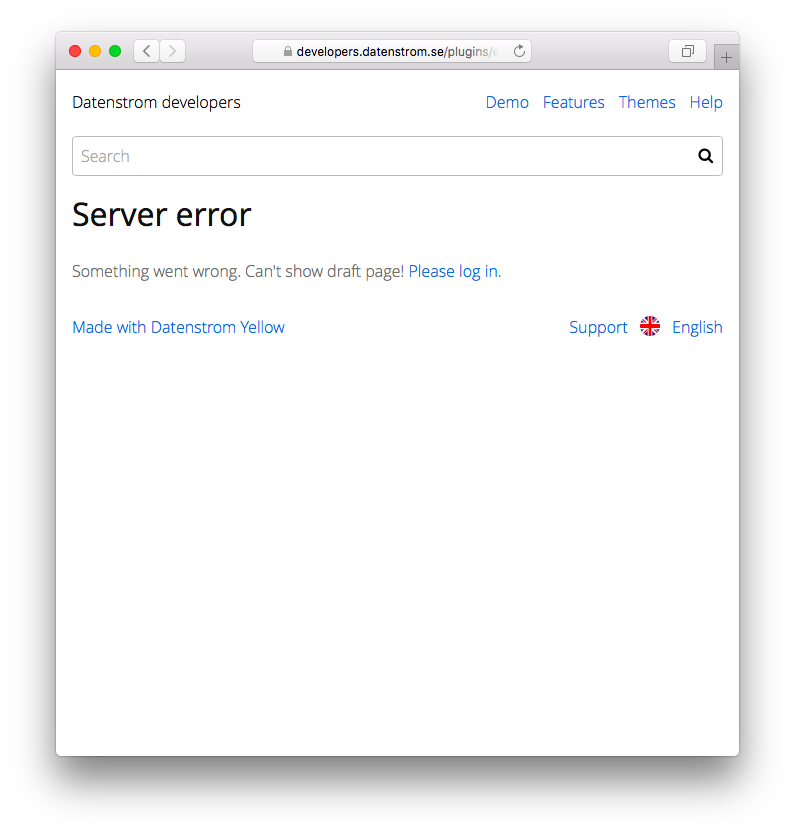 developers.datenstrom.se/plugins/
Datenstrom developers Demo Features Themes Help
Search
Server error
Something went wrong. Can't show draft page! Please log in.
Made with Datenstrom Yellow Support English